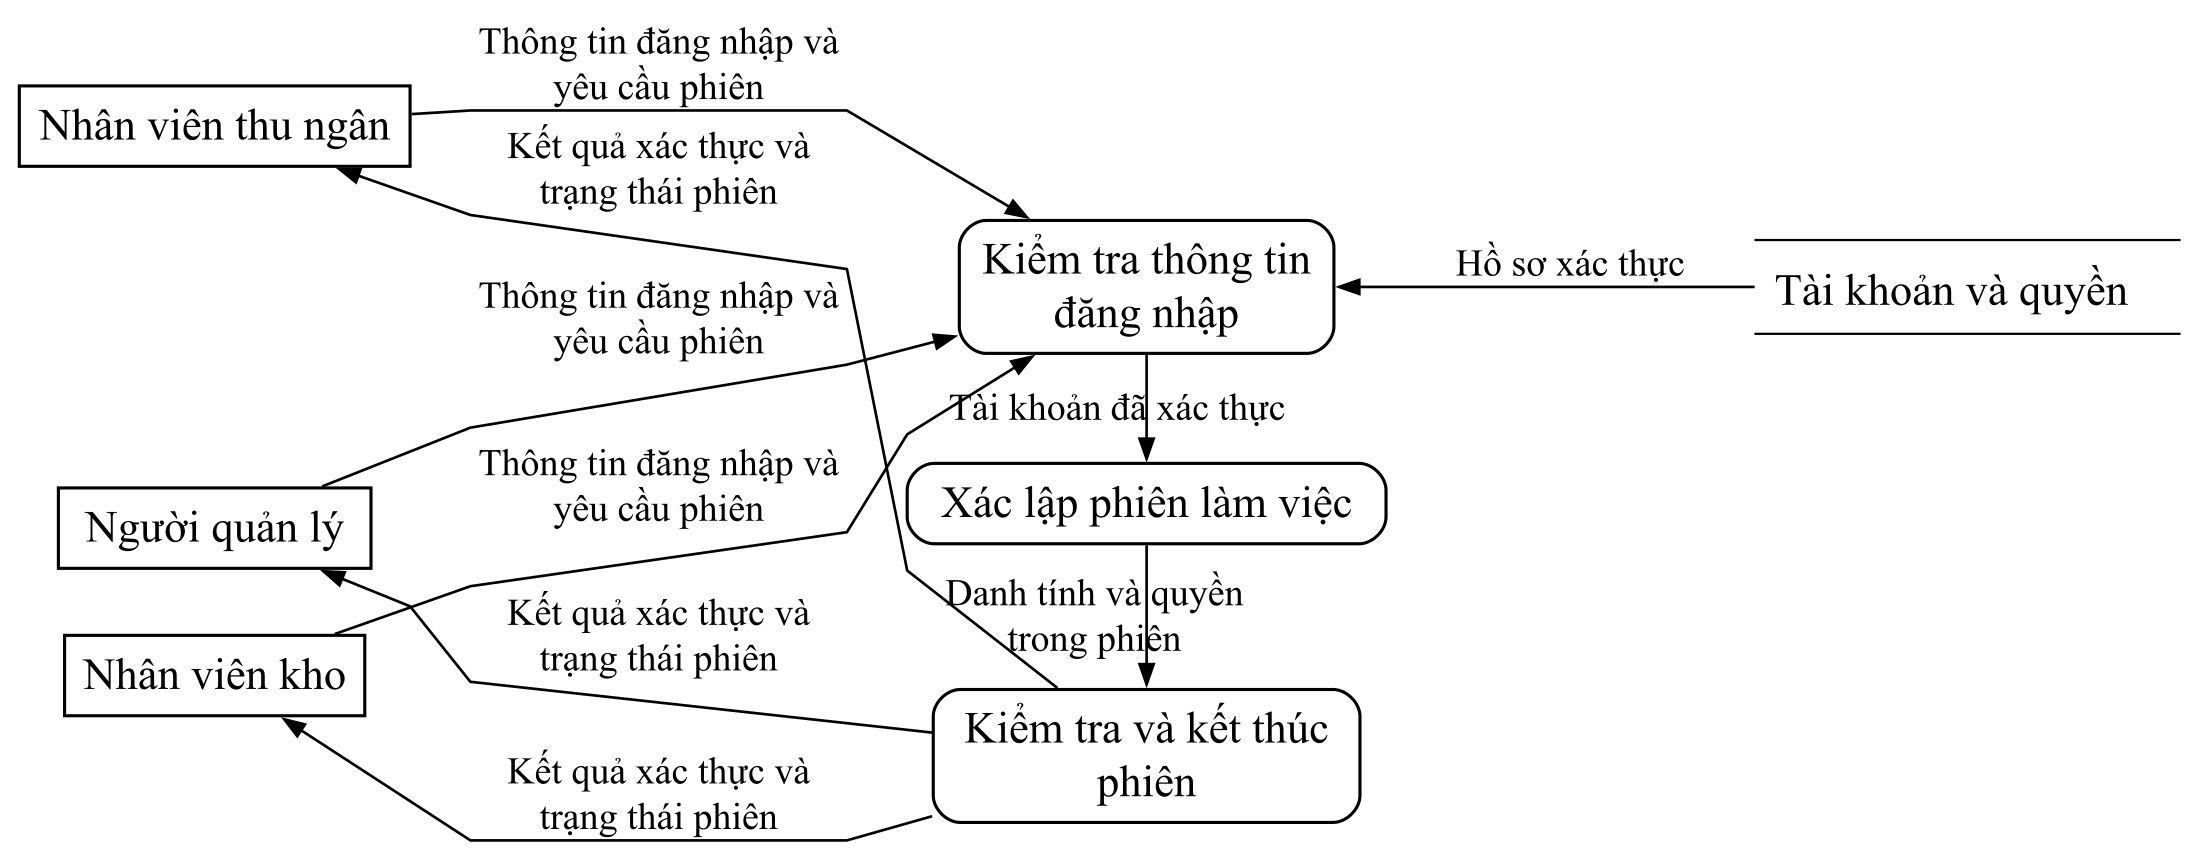 Thông tin đăng nhập và
yêu cầu phiên
Nhân viên thu ngân
Kết quả xác thực và
trạng thái phiên
Kiểm tra thông tin
đăng nhập
Hồ sơ xác thực
Tài khoản và quyền
Thông tin đăng nhập và
yêu cầu phiên
Tài khoản đã xác thực
Thông tin đăng nhập và
yêu cầu phiên
Người quản lý
Xác lập phiên làm việc
Danh tính và quyền
trong phiên
Kết quả xác thực và
trạng thái phiên
Nhân viên kho
Kiểm tra và kết thúc
phiên
Kết quả xác thực và
trạng thái phiên